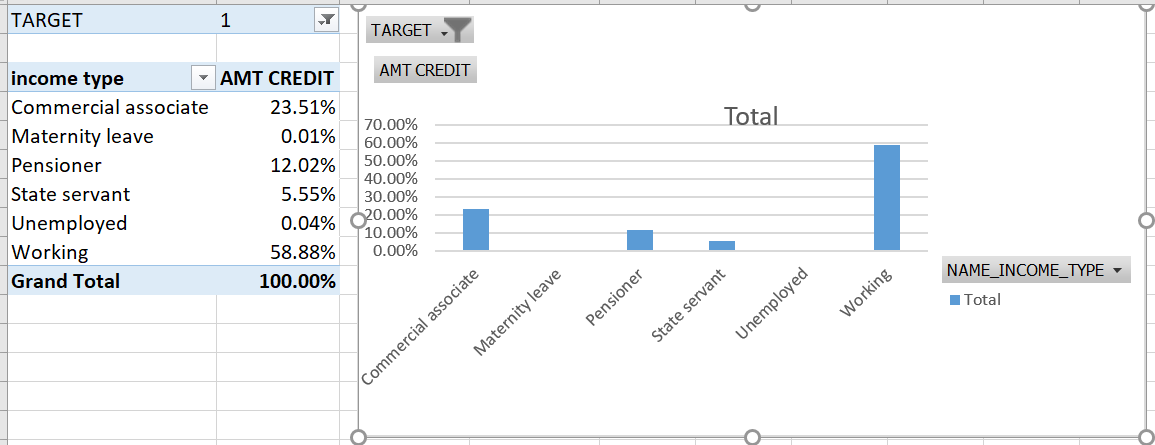 TARGET 1
income type AMT CREDIT
Commercial associate 23.51%
Maternity leave 0.01%
Pensioner 12.02%
State servant 5.55%
Unemployed 0.04%
Working 58.88%
Grand Total 100.00%
TARGET
AMT CREDIT
Total
70.00%
60.00%
50.00%
40.00%
30.00%
20.00%
10.00%
0.00%
Commercial associate
Maternity leave
Pensioner
State servant
Unemployed
Working
NAME_INCOME_TYPE
Total